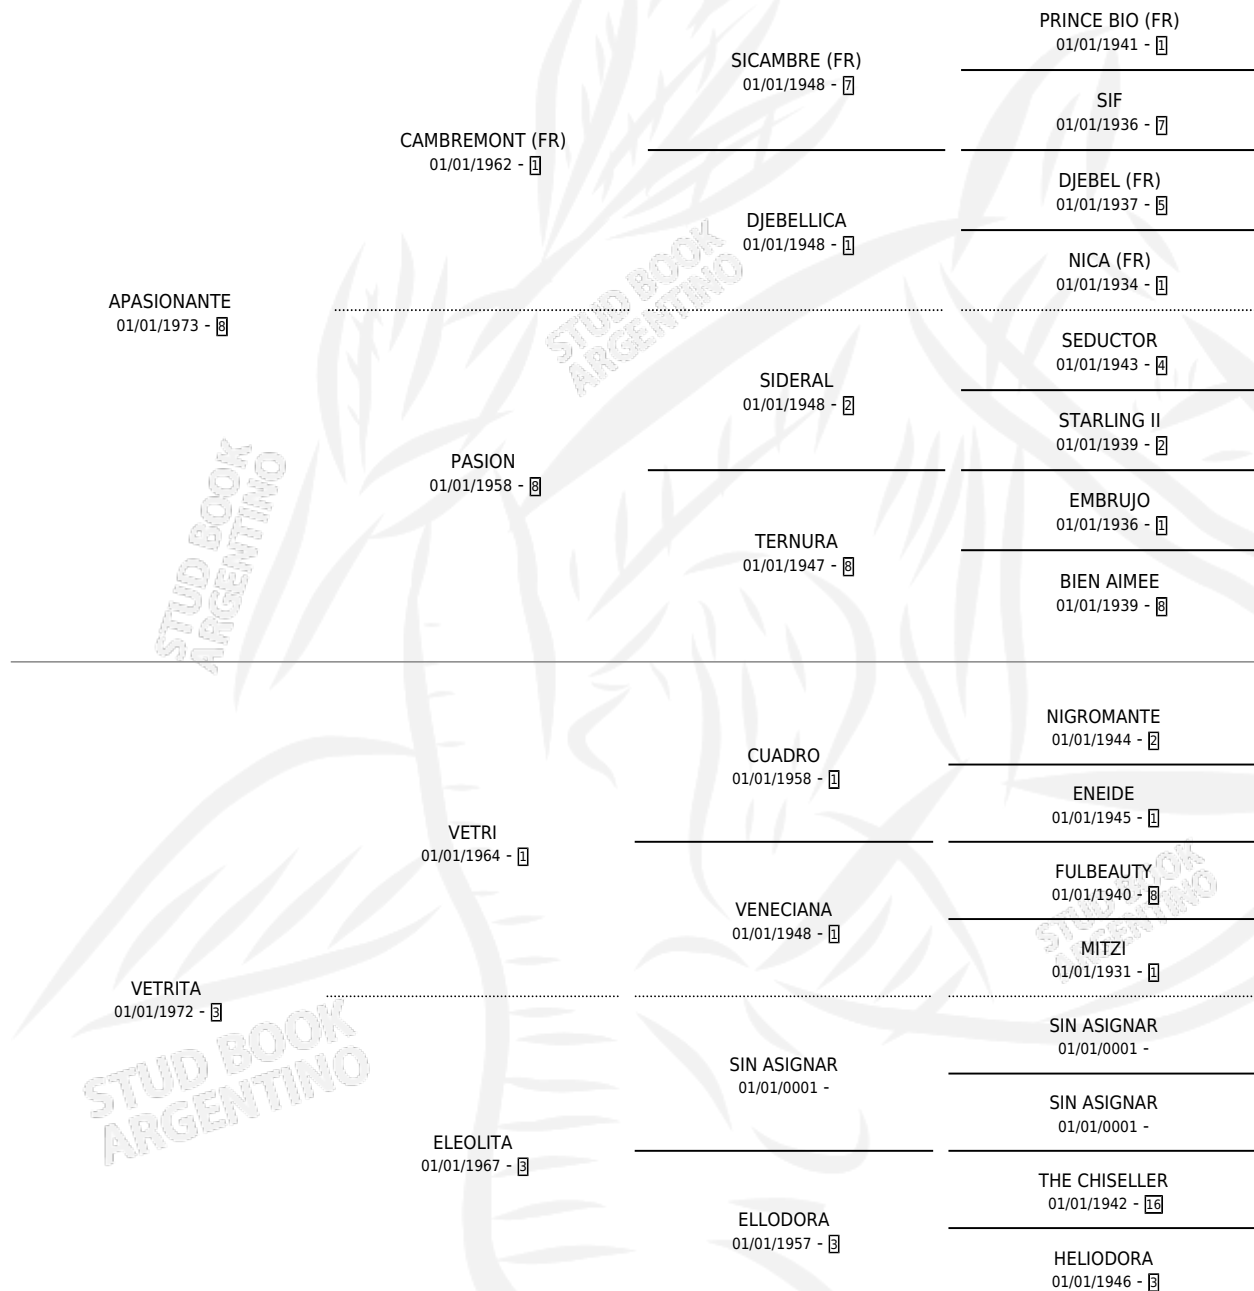 PRINCE BIO (FR)
01/01/1941 - 1
SICAMBRE (FR)
01/01/1948 - 7
SIF
01/01/1936 - 7
CAMBREMONT (FR)
01/01/1962 - 1
DJEBEL (FR)
01/01/1937 - 5
DJEBELLICA
01/01/1948 - 1
NICA (FR)
01/01/1934 - 1
APASIONANTE
01/01/1973 - 8
SEDUCTOR
01/01/1943 - 4
SIDERAL
01/01/1948 - 2
STARLING II
01/01/1939 - 2
PASION
01/01/1958 - 8
EMBRUJO
01/01/1936 - 1
TERNURA
01/01/1947 - 8
BIEN AIMEE
01/01/1939 - 8
NIGROMANTE
01/01/1944 - 2
CUADRO
01/01/1958 - 1
ENEIDE
01/01/1945 - 1
VETRI
01/01/1964 - 1
FULBEAUTY
01/01/1940 - 8
VENECIANA
01/01/1948 - 1
MITZI
01/01/1931 - 1
VETRITA
01/01/1972 - 3
SIN ASIGNAR
01/01/0001 -
SIN ASIGNAR
01/01/0001 -
SIN ASIGNAR
01/01/0001 -
ELEOLITA
01/01/1967 - 3
THE CHISELLER
01/01/1942 - 16
ELLODORA
01/01/1957 - 3
HELIODORA
01/01/1946 - 3
STUD BOOK
ARGENTINO
STUD BOOK
ARGENTINO
STUD BOOK
ARGENTINO
STUD BOOK
ARGENTINO